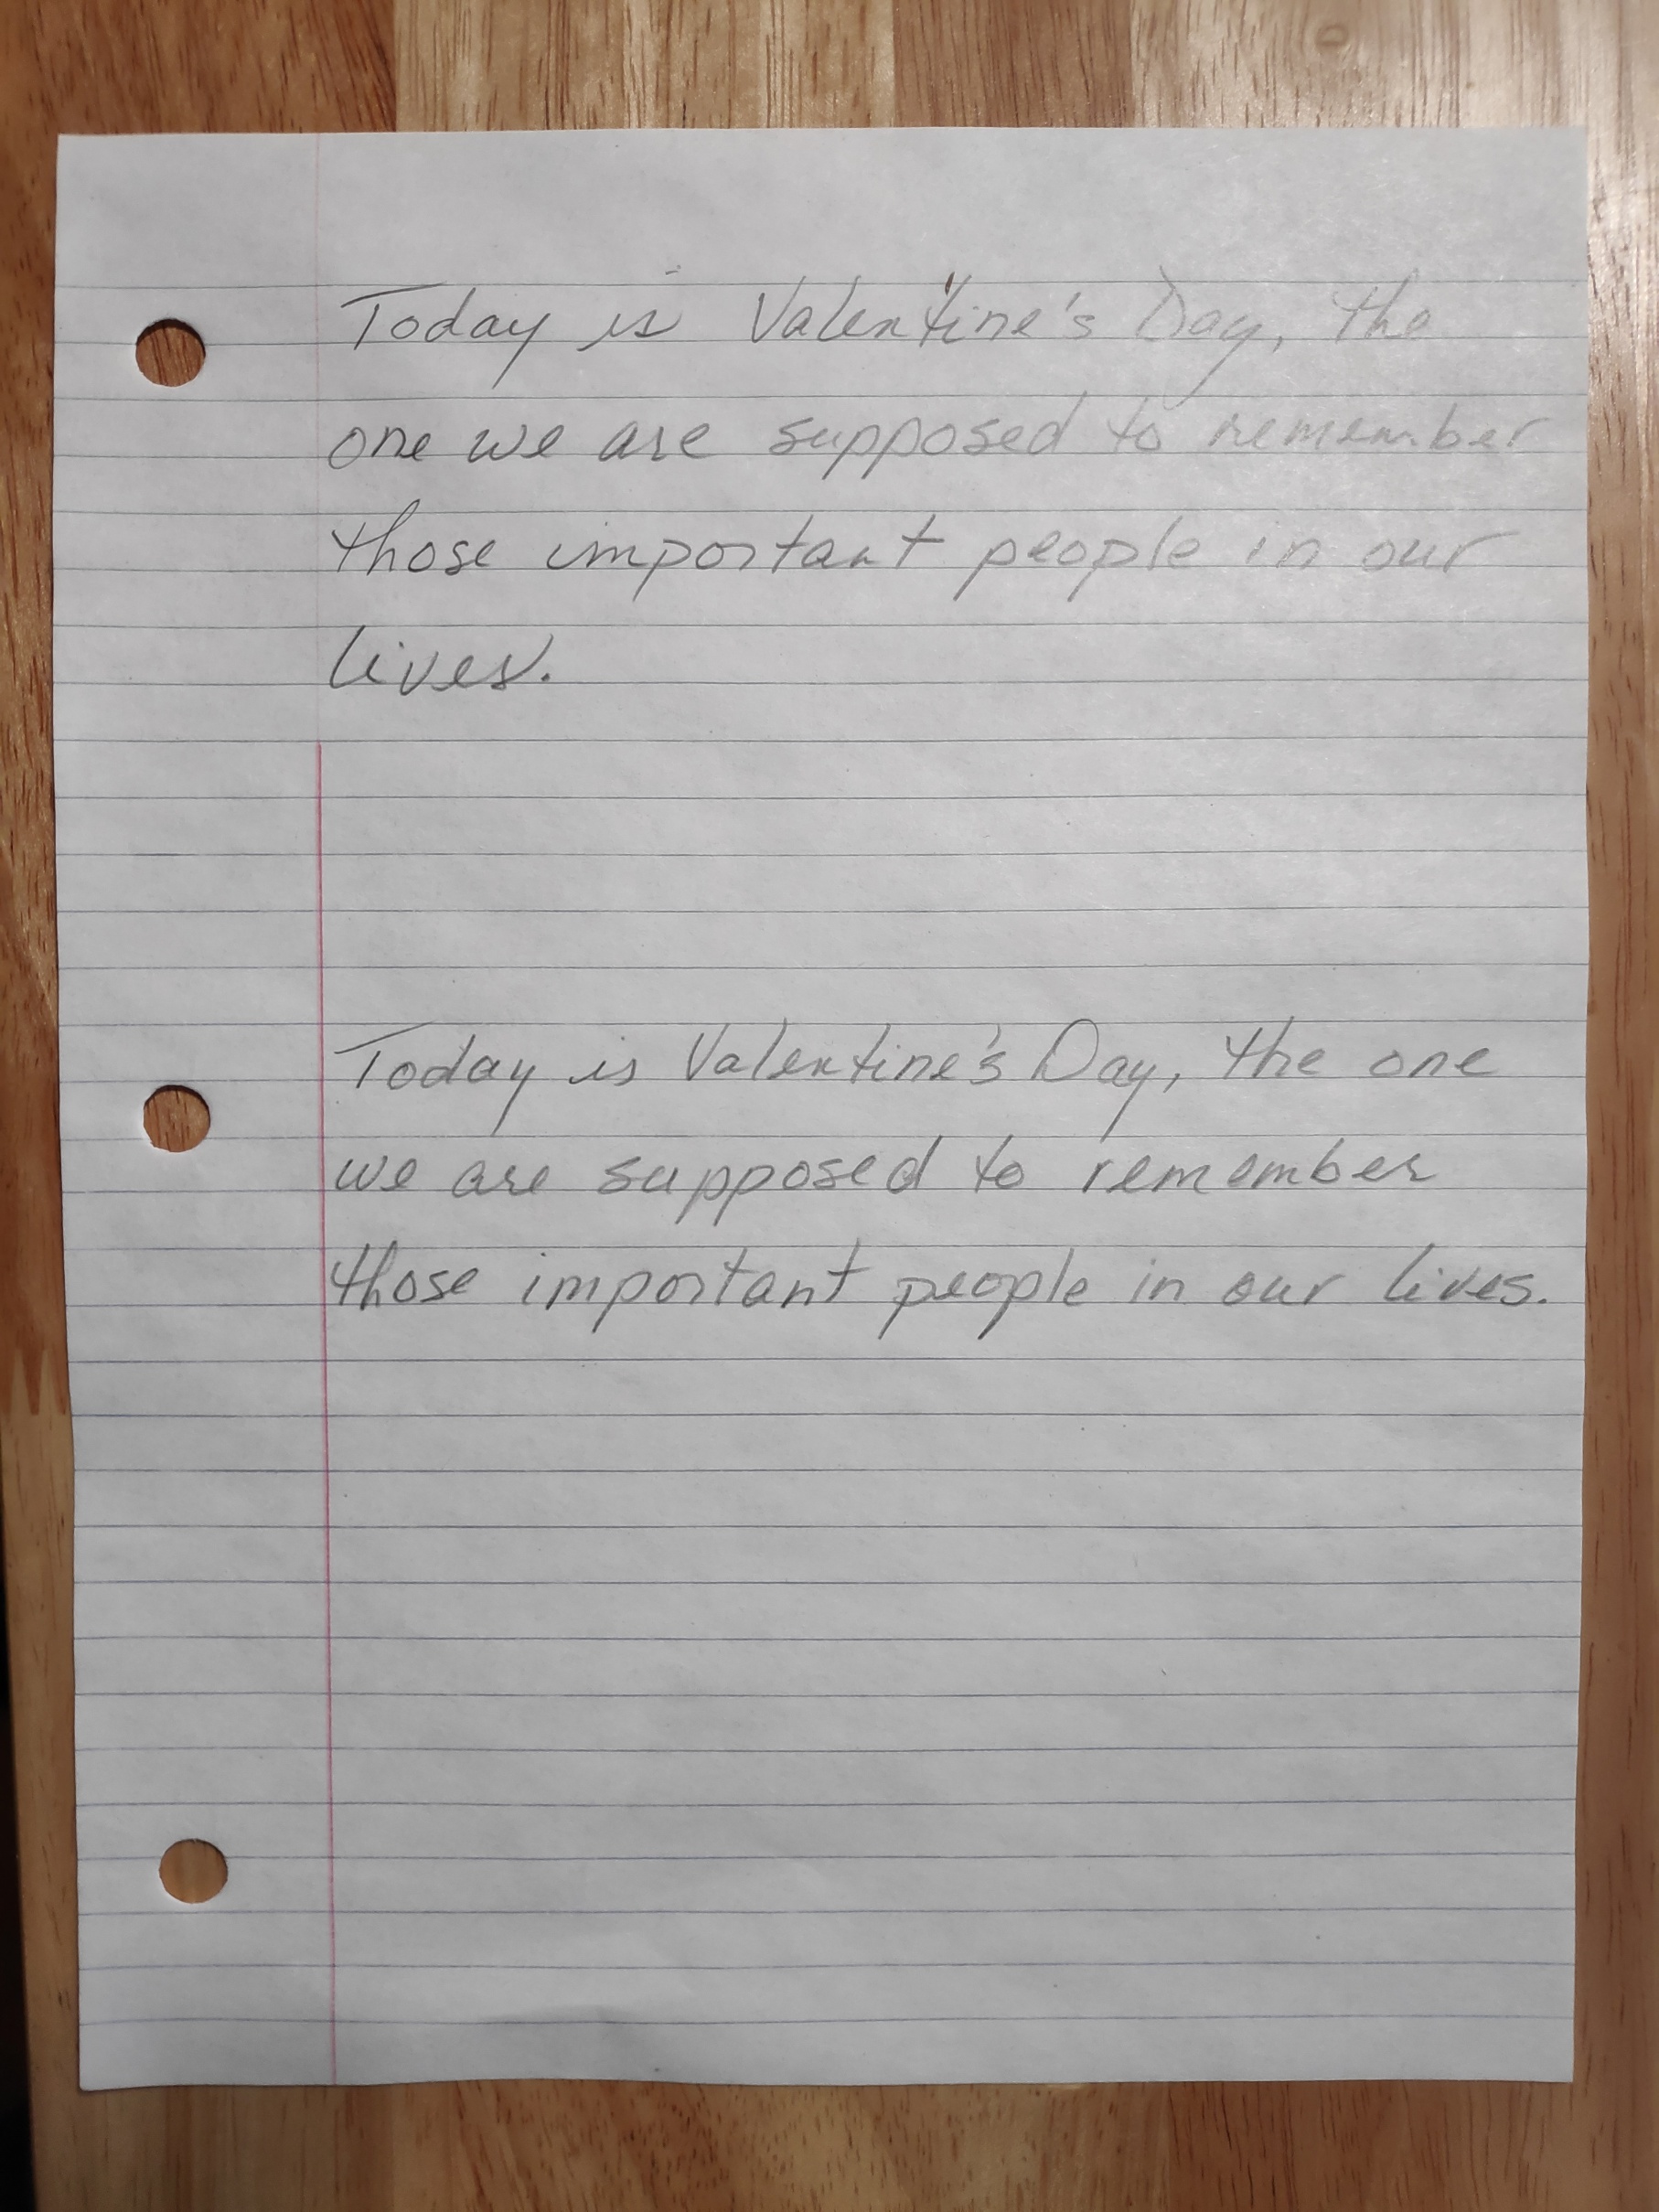 Today is Valentine's Day, the
one we are supposed to remember
those important people in our
lives.
Today is Valentine's Day, the one
we are supposed to remember
those important people in our lives.